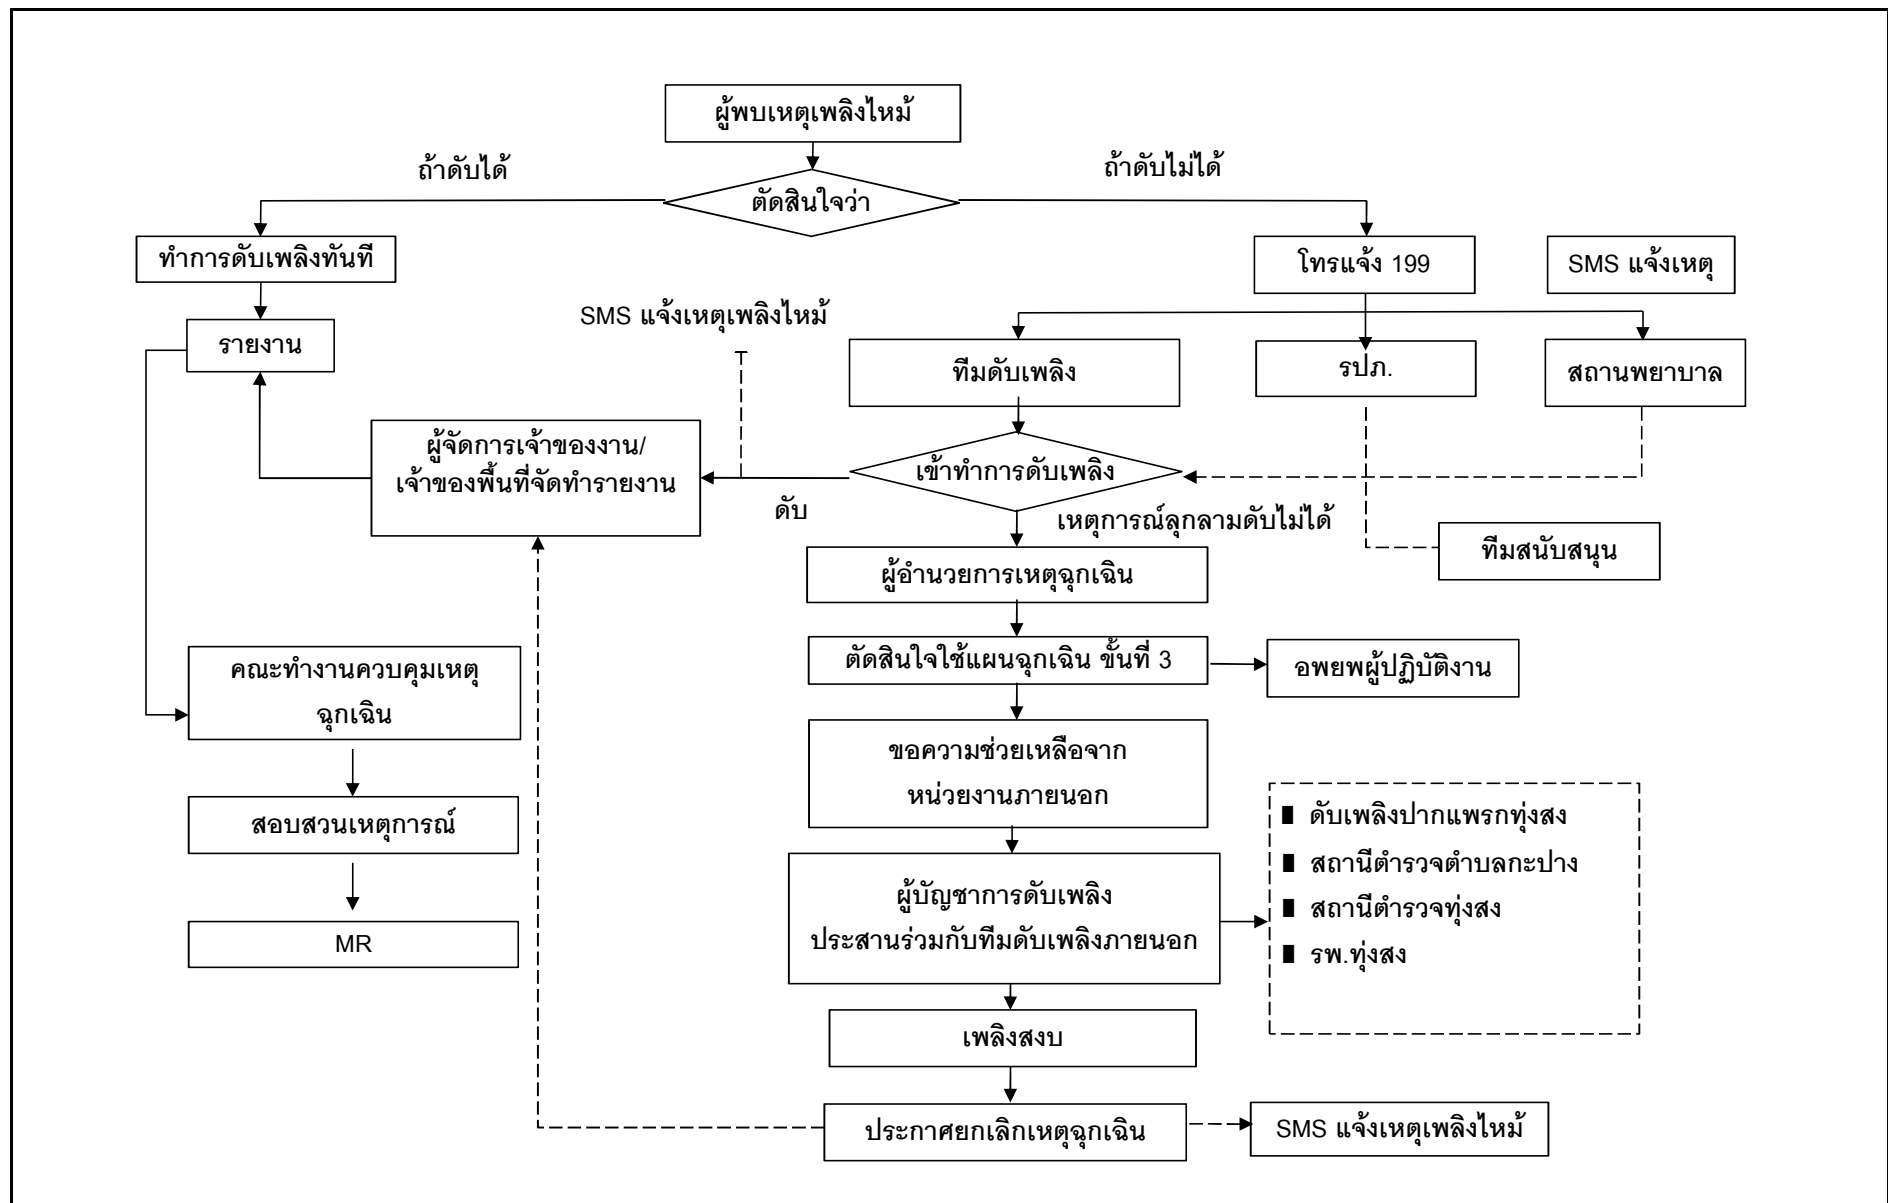 ผู้พบเหตุเพลิงไหม้
ถ้าดับได้
ถ้าดับไม่ได้
ตัดสินใจว่า
ทำการดับเพลิงทันที
โทรแจ้ง 199
SMS แจ้งเหตุ
SMS แจ้งเหตุเพลิงไหม้
รายงาน
ทีมดับเพลิง
รปภ.
สถานพยาบาล
ผู้จัดการเจ้าของงาน/
เจ้าของพื้นที่จัดทำรายงาน
เข้าทำการดับเพลิง
ดับ
เหตุการณ์ลุกลามดับไม่ได้
ทีมสนับสนุน
ผู้อำนวยการเหตุฉุกเฉิน
ตัดสินใจใช้แผนฉุกเฉิน ขั้นที่ 3
อพยพผู้ปฏิบัติงาน
คณะทำงานควบคุมเหตุ
ฉุกเฉิน
ขอความช่วยเหลือจาก
หน่วยงานภายนอก
สอบสวนเหตุการณ์
■ ดับเพลิงปากแพรกทุ่งสง
■ สถานีตำรวจตำบลกะปาง
■ สถานีตำรวจทุ่งสง
■ รพ.ทุ่งสง
ผู้บัญชาการดับเพลิง
ประสานร่วมกับทีมดับเพลิงภายนอก
MR
เพลิงสงบ
ประกาศยกเลิกเหตุฉุกเฉิน
SMS แจ้งเหตุเพลิงไหม้